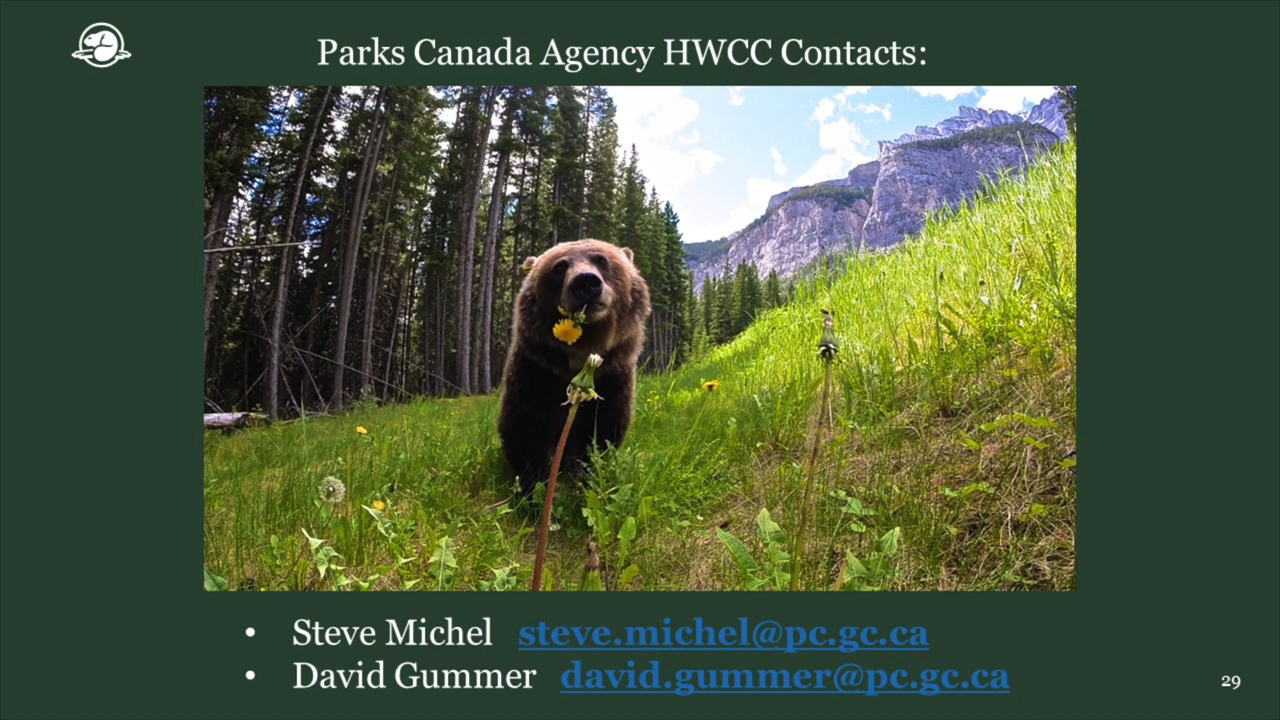 Parks Canada Agency HWCC Contacts:
• Steve Michel steve.michel@pc.gc.ca
• David Gummer david.gummer@pc.gc.ca
29